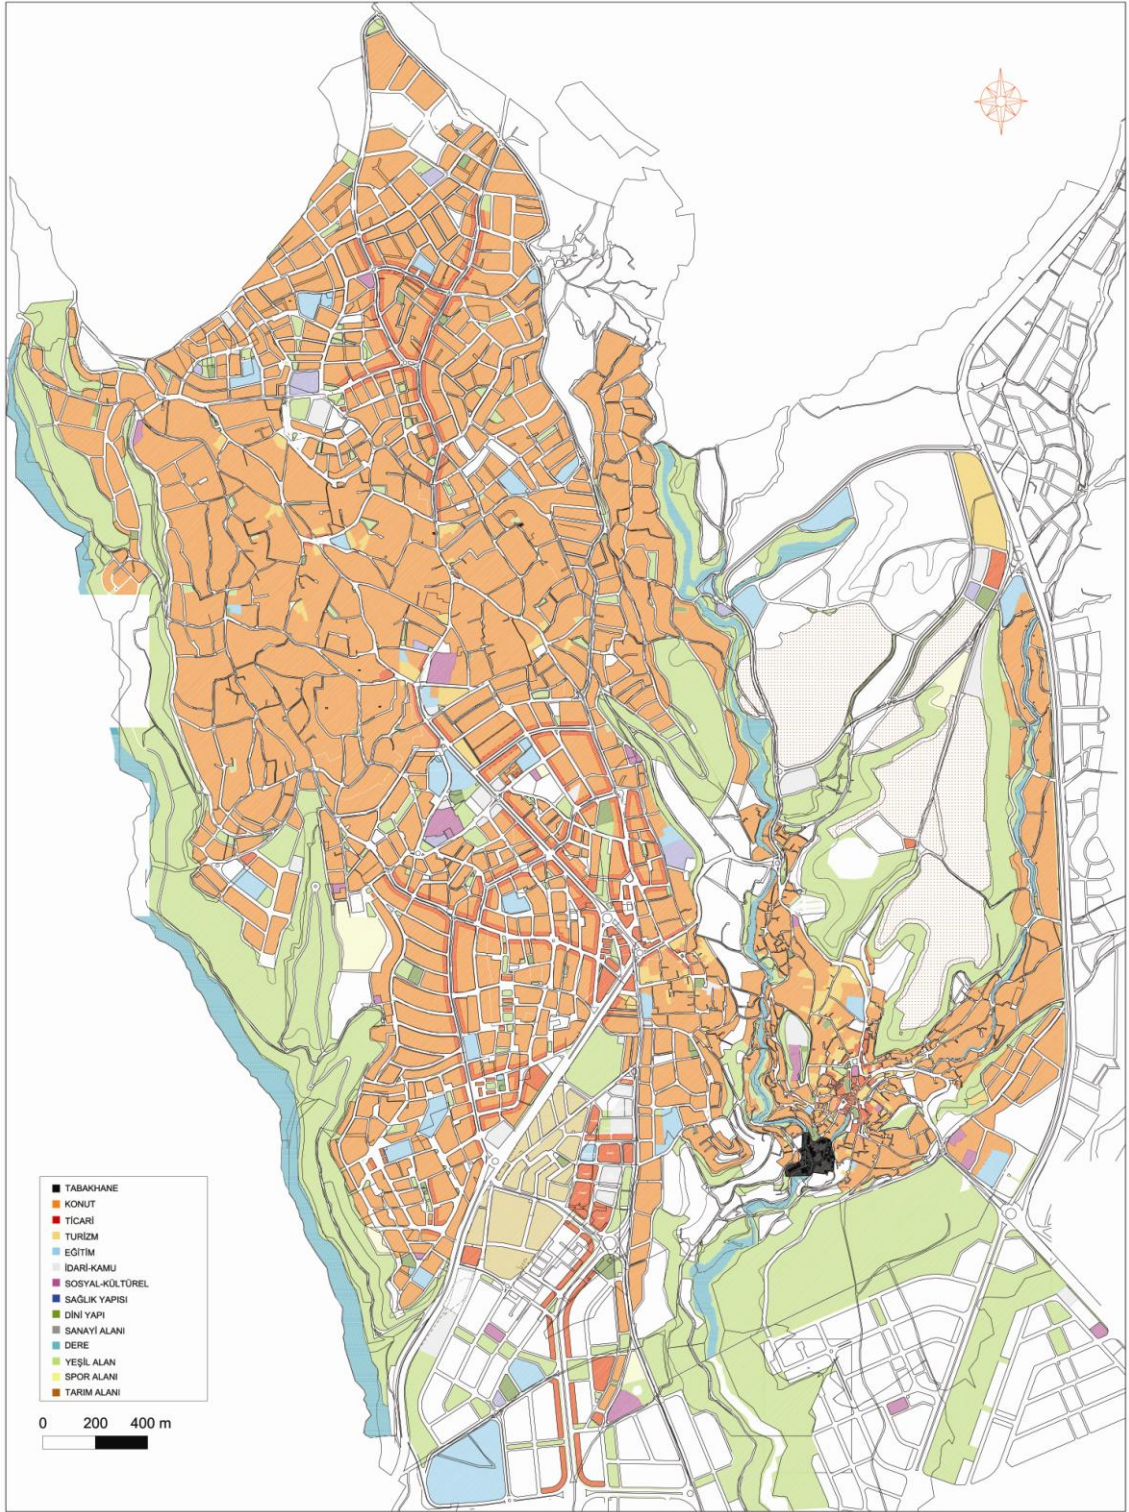 TABAKHANE
KONUT
TİCARİ
TURİZM
EĞİTİM
İDARİ-KAMU
SOSYAL-KÜLTÜREL
SAĞLIK YAPISI
DİNİ YAPI
SANAYİ ALANI
DERE
YEŞİL ALAN
SPOR ALANI
TARIM ALANI
0 200 400 m